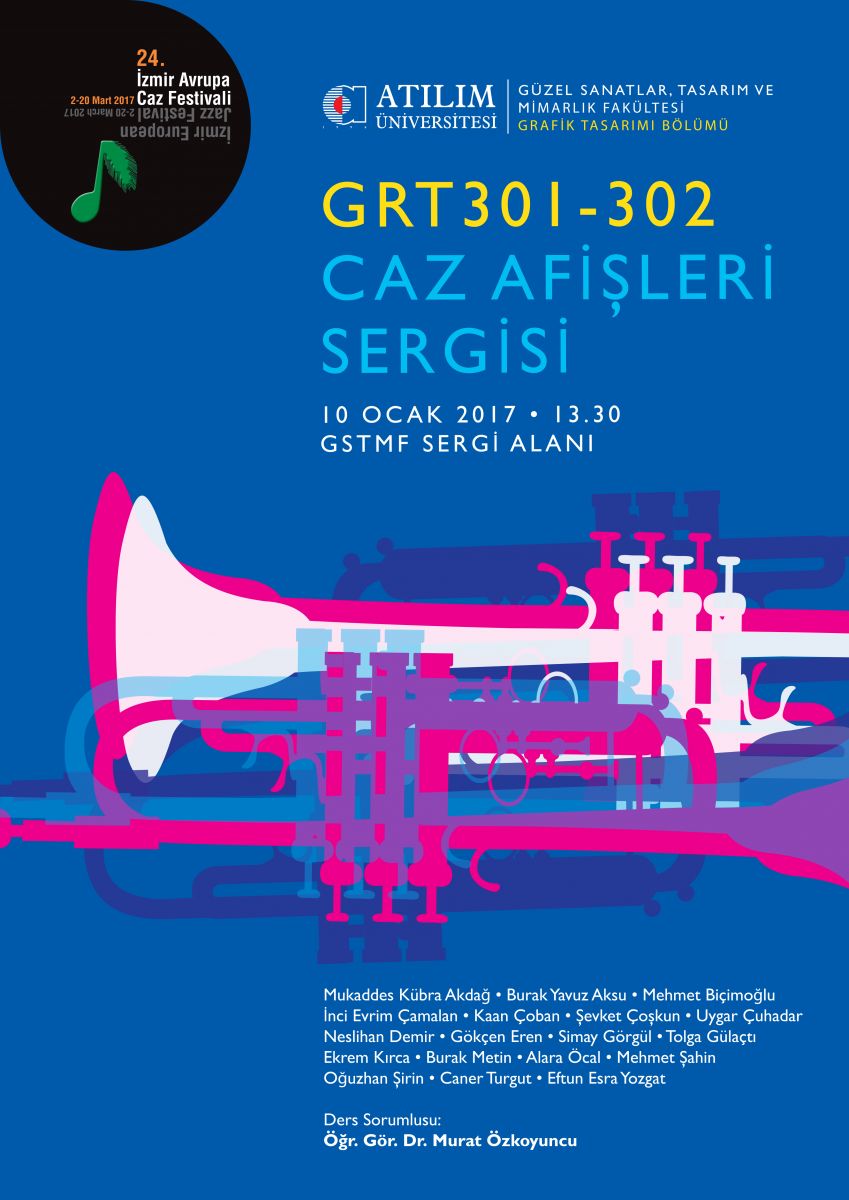 24.
İzmir Avrupa
2-20 Mart 2017 Caz Festivali
2-20 March 2017 Jazz Festival
İzmir European
ATILIM
ÜNİVERSİTESİ
GÜZEL SANATLAR, TASARIM VE
MİMARLIK FAKÜLTESİ
GRAFİK TASARIMI BÖLÜMÜ
GRT301-302
CAZ AFİŞLERİ
SERGİSİ
10 OCAK 2017 • 13.30
GSTMF SERGİ ALANI
Mukaddes Kübra Akdağ • Burak Yavuz Aksu • Mehmet Biçimoğlu
İnci Evrim Çamalan • Kaan Çoban • Şevket Çoşkun • Uygar Çuhadar
Neslihan Demir • Gökçen Eren • Simay Görgül • Tolga Gülaçtı
Ekrem Kırca • Burak Metin • Alara Öcal • Mehmet Şahin
Oğuzhan Şirin • Caner Turgut • Eftun Esra Yozgat
Ders Sorumlusu:
Öğr. Gör. Dr. Murat Özkoyuncu